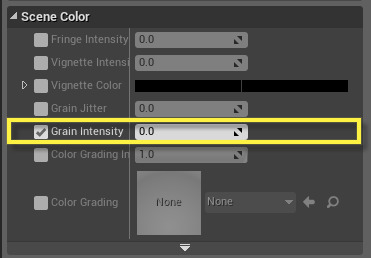 Scene Color
Fringe Intensity 0.0
Vignette Intensi 0.0
Vignette Color
Grain Jitter 0.0
Grain Intensity 0.0
Color Grading In 1.0
Color Grading None None